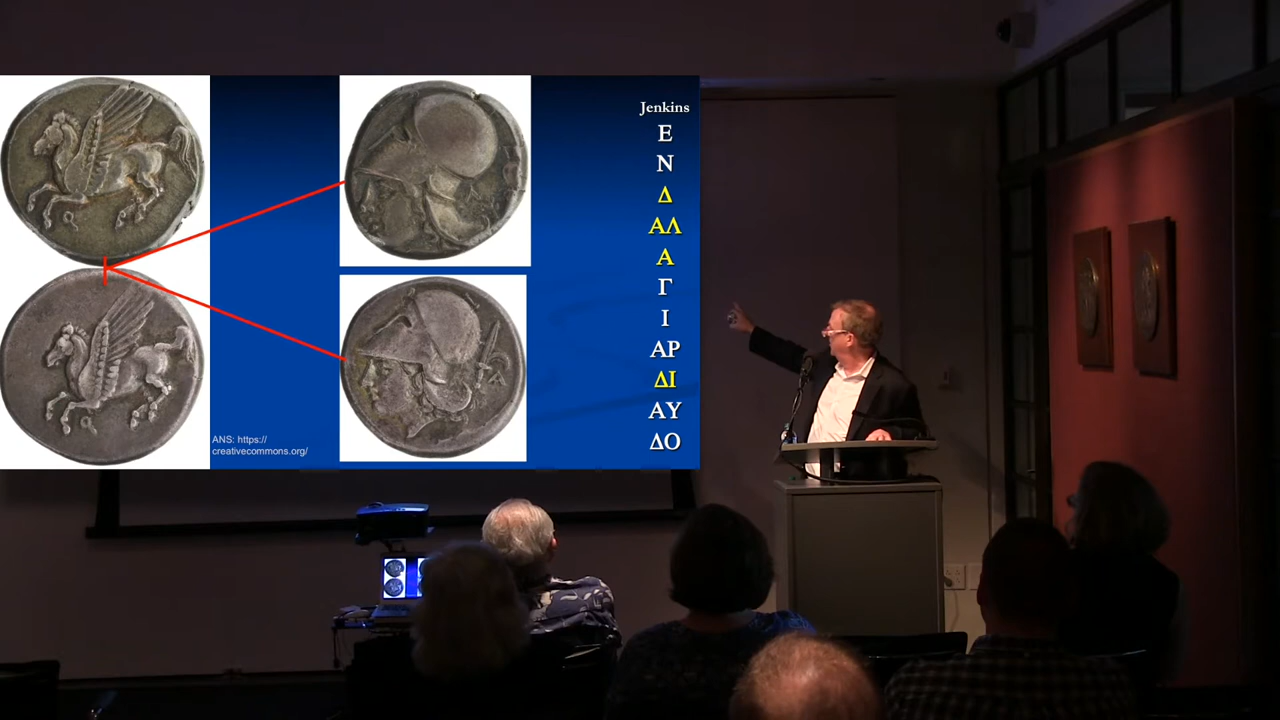 Jenkins
Ε
Ν
Δ
ΑΛ
Α
Γ
Ι
ΑΡ
ΔΙ
ΑΥ
ΔΟ
ANS: https://
creativecommons.org/